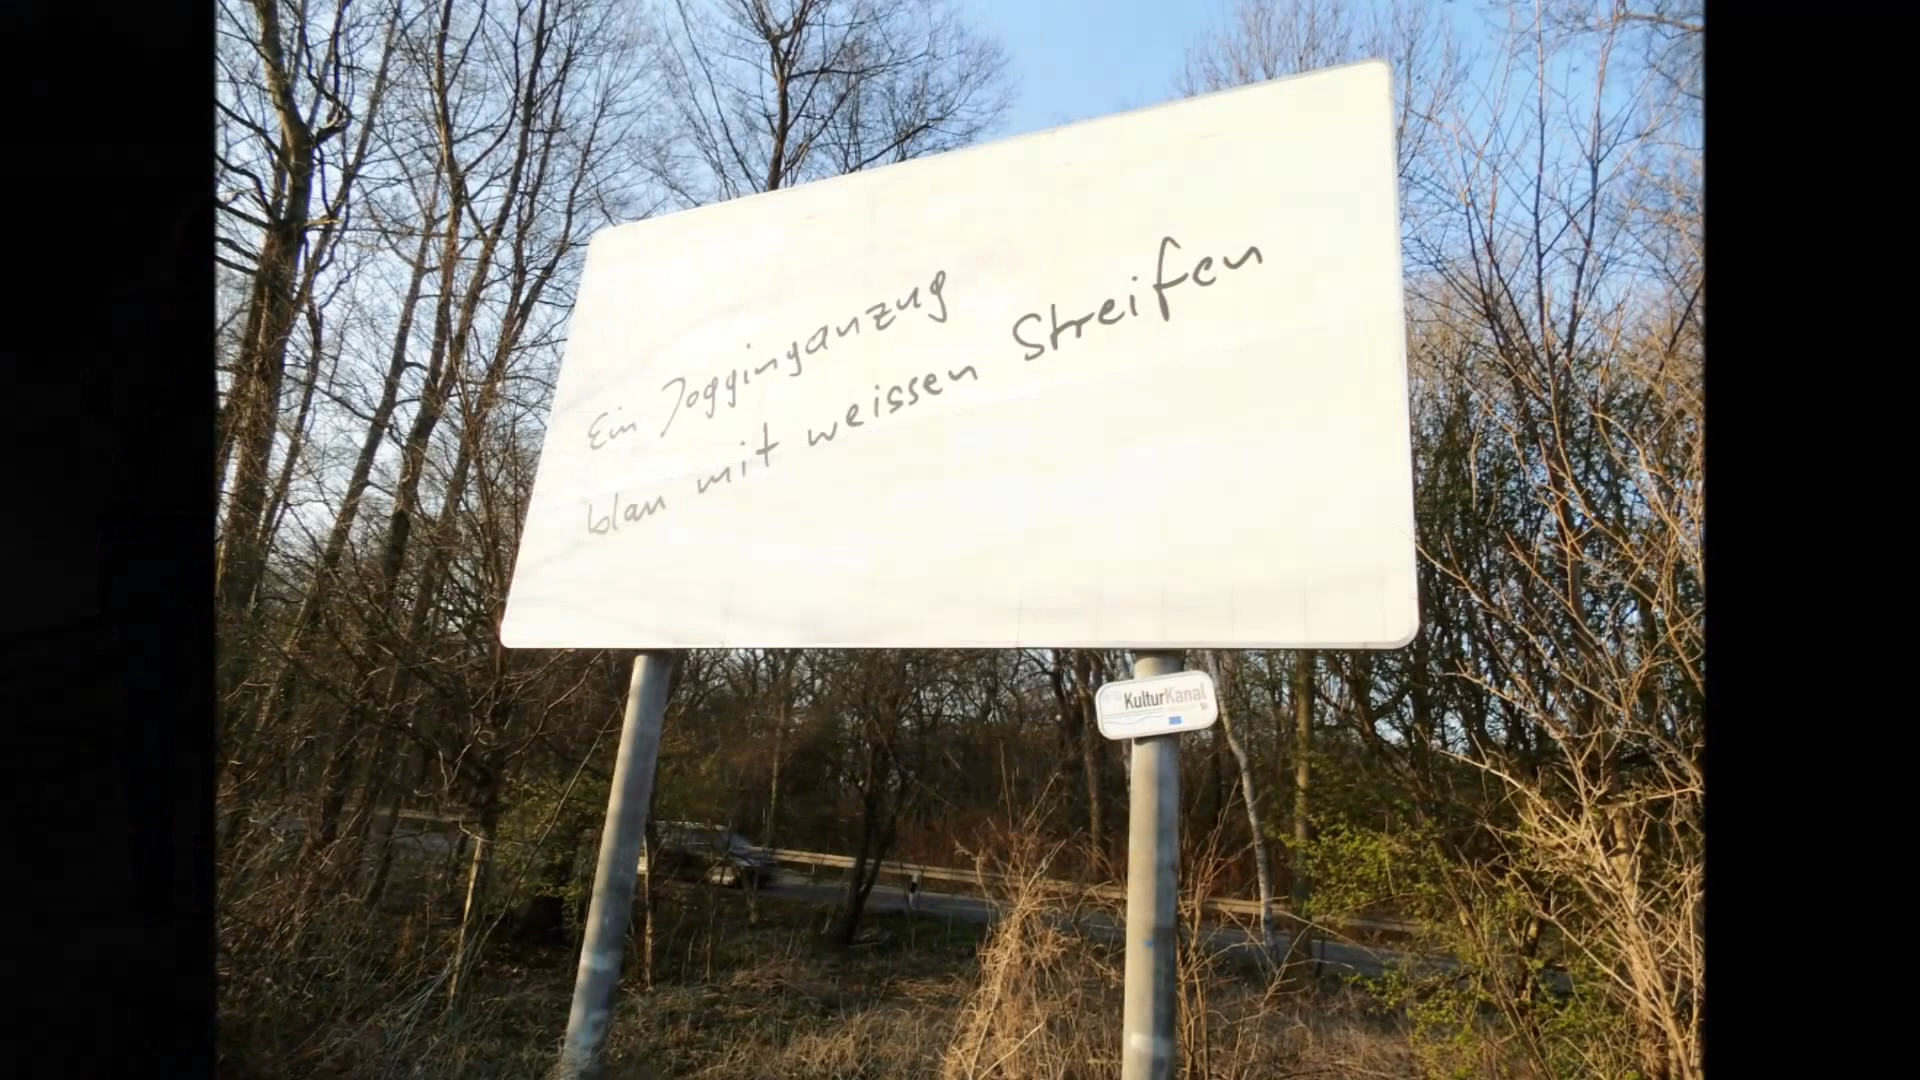 Ein Jogginganzug
blau mit weissen Streifen
KulturKanal